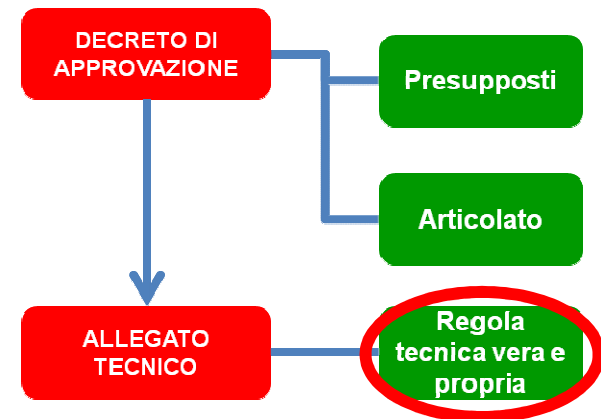 DECRETO DI
APPROVAZIONE
Presupposti
Articolato
ALLEGATO
TECNICO
Regola
tecnica vera e
propria